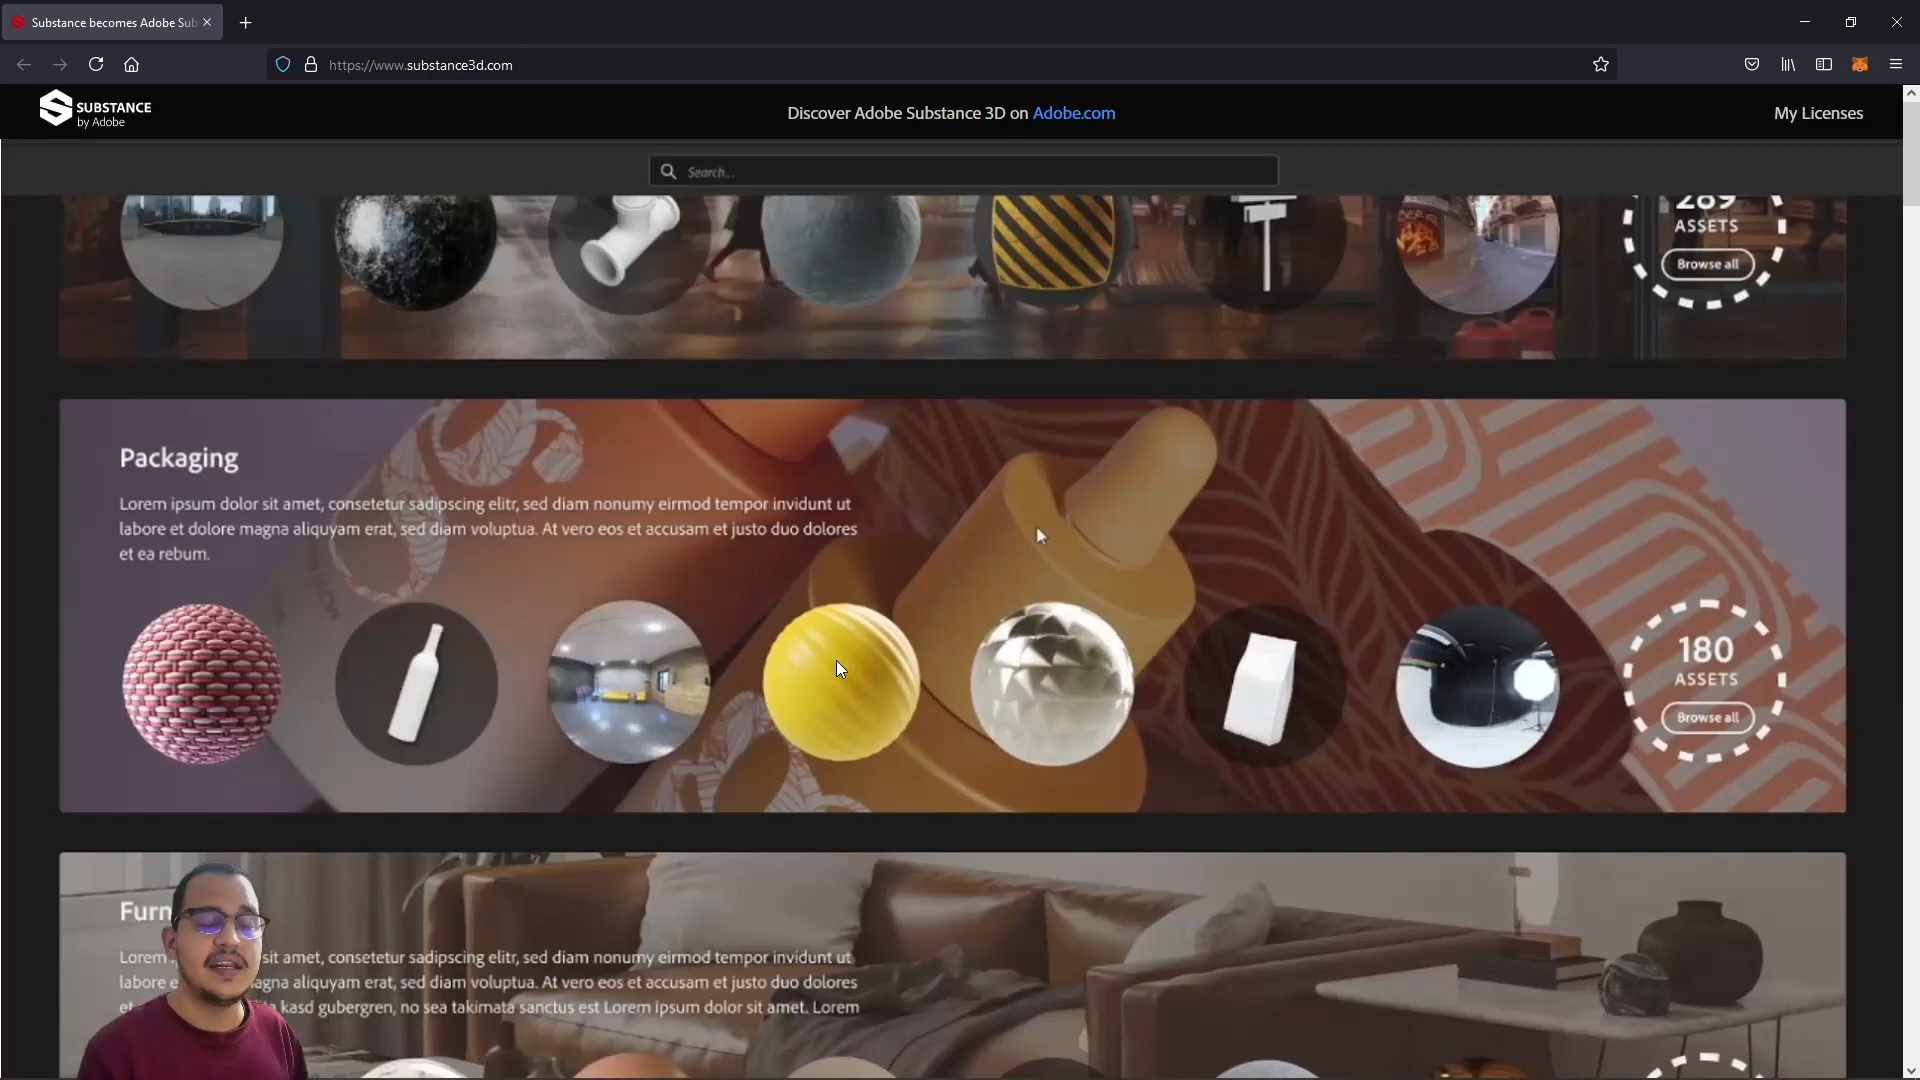 Substance becomes Adobe Sub
https://www.substance3d.com
SUBSTANCE
by Adobe
Discover Adobe Substance 3D on Adobe.com
My Licenses
Search...
289
ASSETS
Browse all
Packaging
Lorem ipsum dolor sit amet, consetetur sadipscing elitr, sed diam nonumy eirmod tempor invidunt ut
labore et dolore magna aliquyam erat, sed diam voluptua. At vero eos et accusam et justo duo dolores
et ea rebum.
180
ASSETS
Browse all
Furn
Lorem sit amet, consetetur sadipscing elitr, sed diam nonumy eirmod tempor invidunt ut
labore e agna aliquyam erat, sed diam voluptua. At vero eos et accusam et justo duo dolores
et kasd gubergren, no sea takimata sanctus est Lorem ipsum dolor sit amet. Lorem